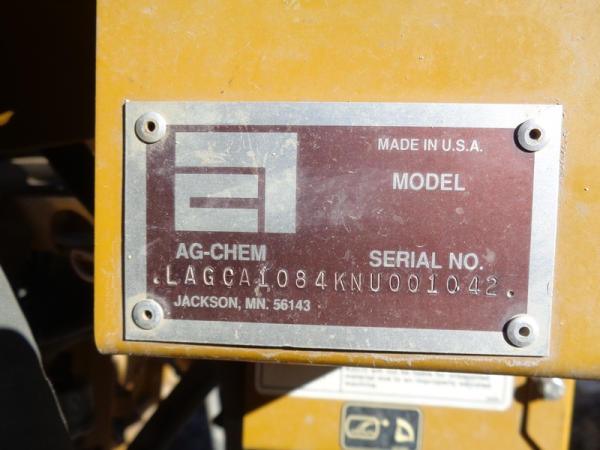 MADE IN U.S.A.
MODEL
AG-CHEM
SERIAL NO.
.LAGCA1084KNU001042.
JACKSON, MN. 56143